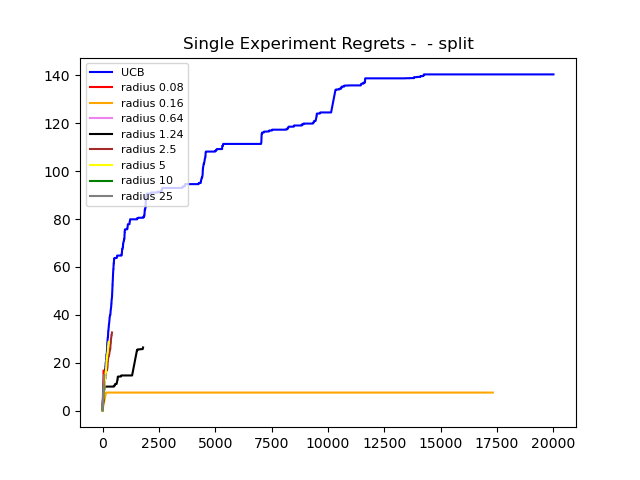 Single Experiment Regrets -  - split
140
120
100
80
60
40
20
0
UCB
radius 0.08
radius 0.16
radius 0.64
radius 1.24
radius 2.5
radius 5
radius 10
radius 25
0 2500 5000 7500 10000 12500 15000 17500 20000